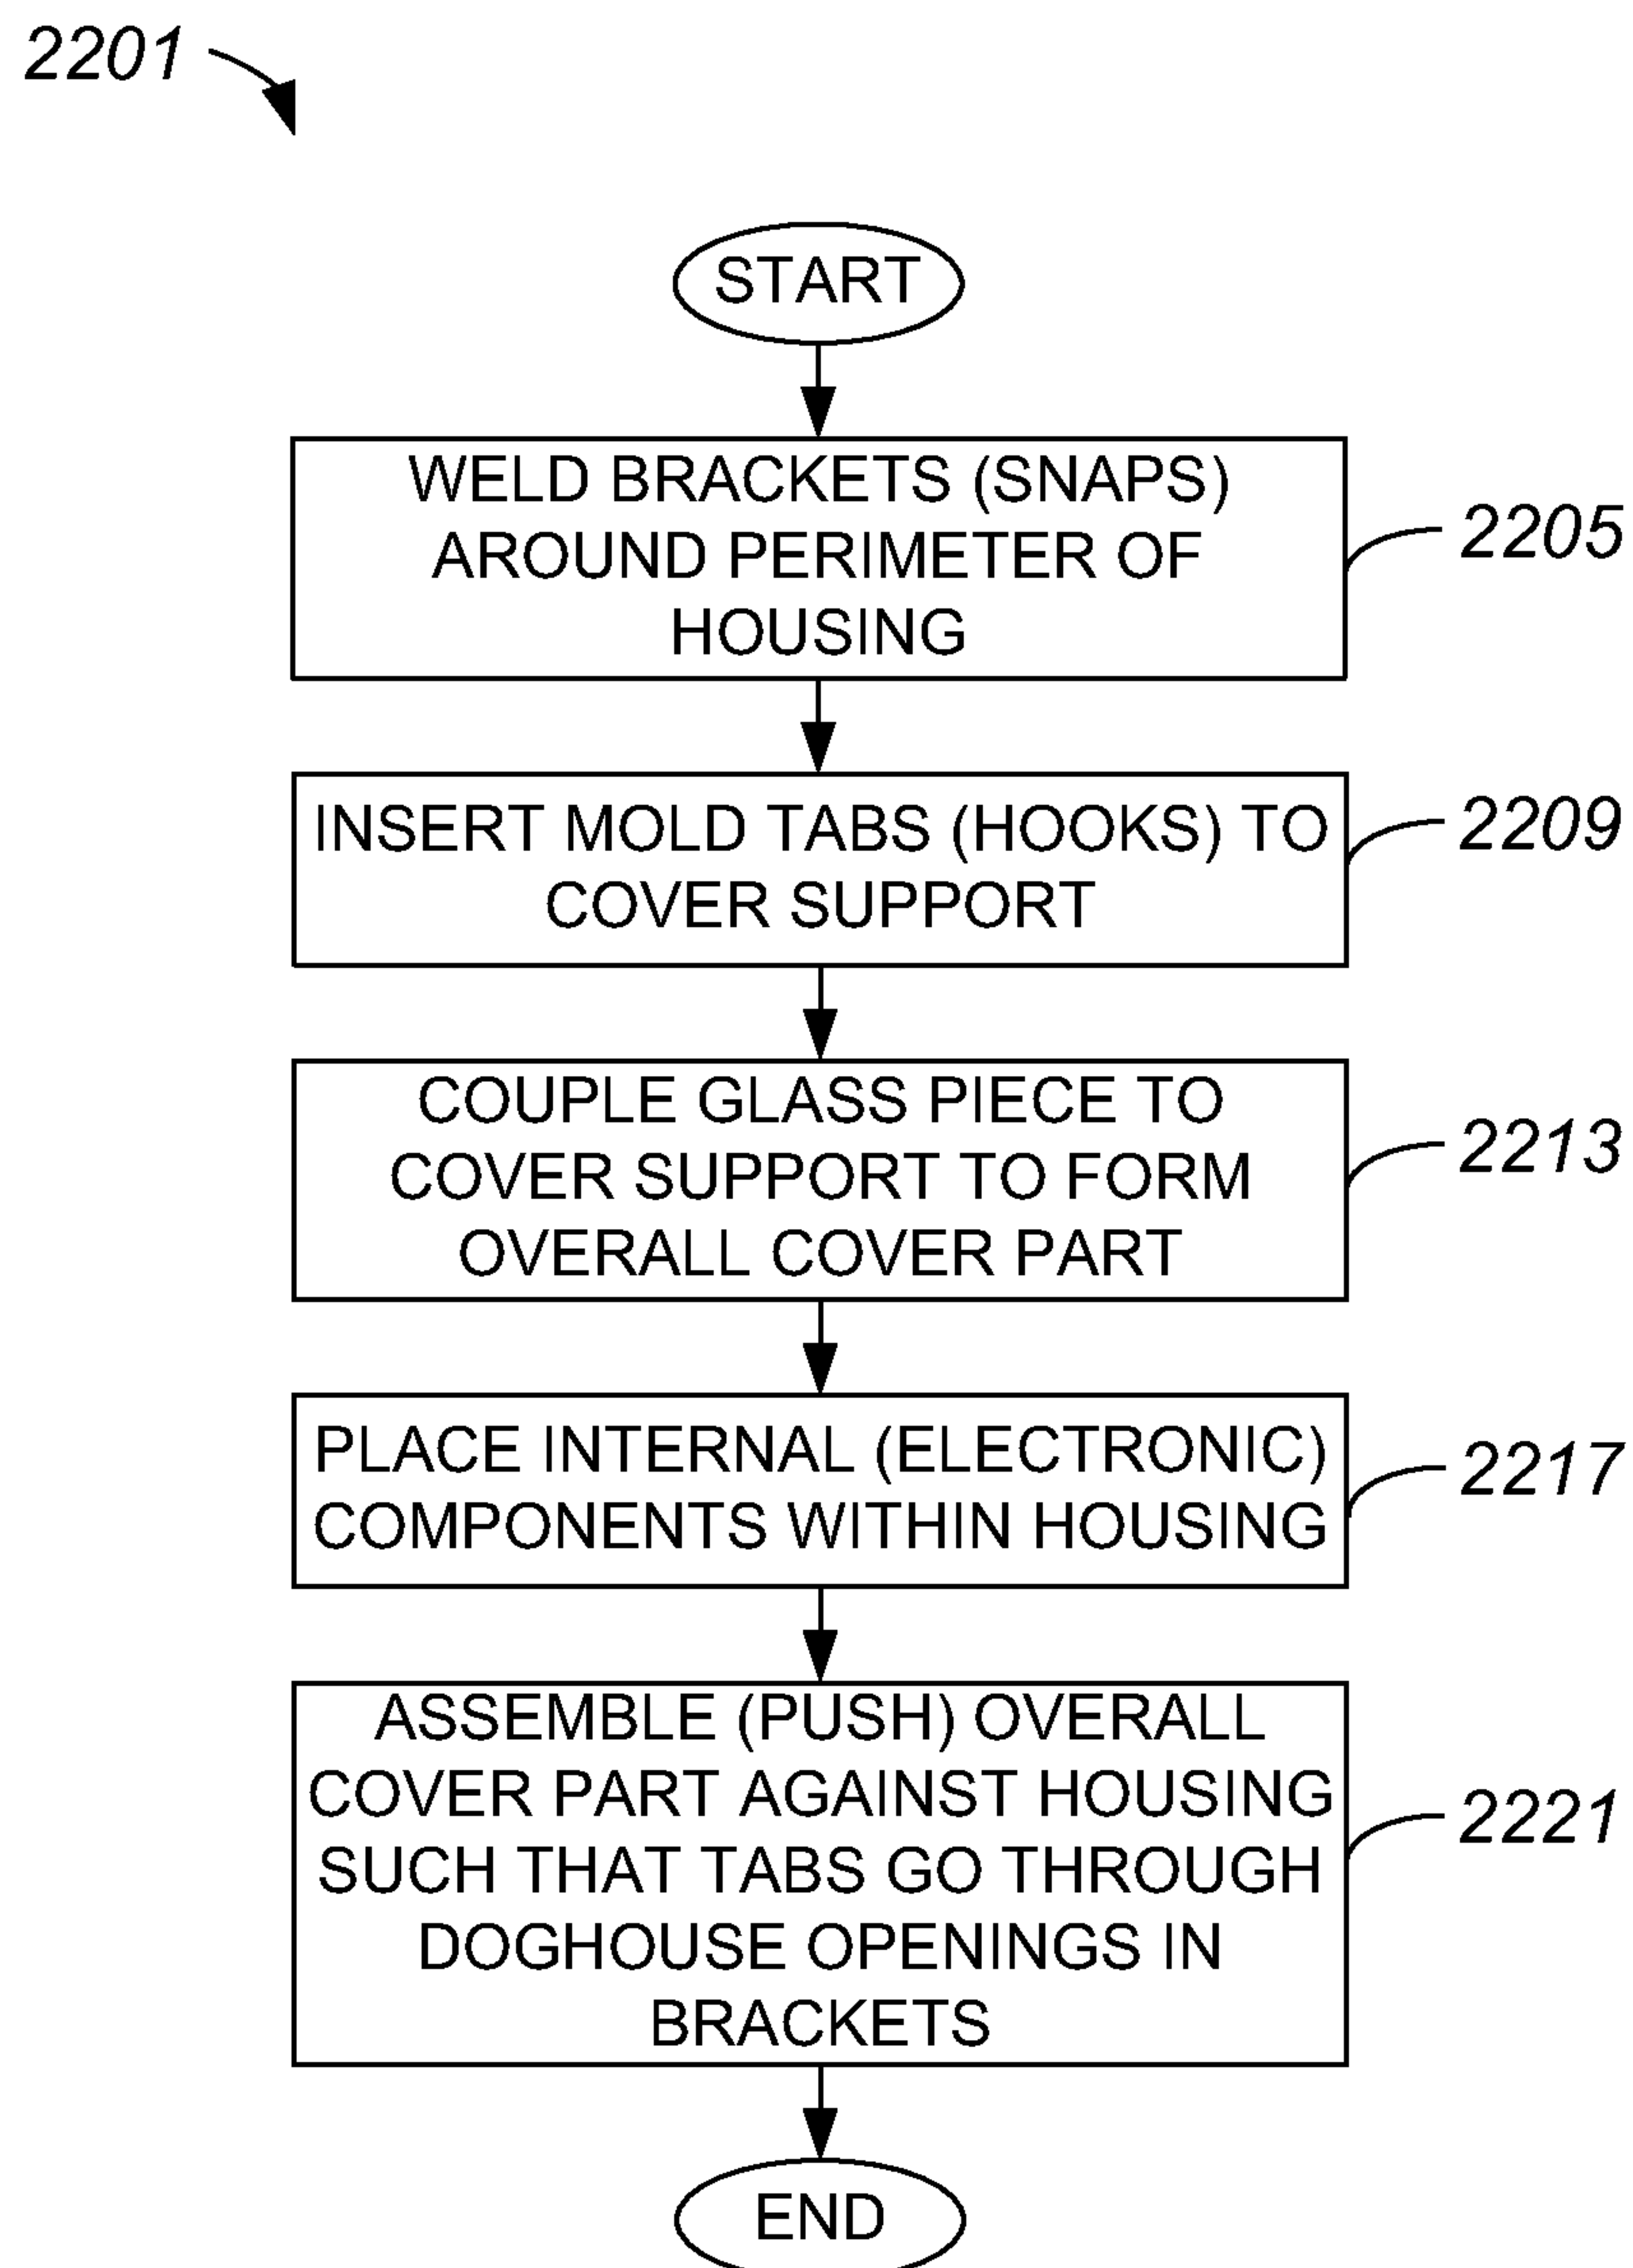 2201
START
WELD BRACKETS (SNAPS)
AROUND PERIMETER OF
HOUSING
2205
INSERT MOLD TABS (HOOKS) TO
COVER SUPPORT
2209
COUPLE GLASS PIECE TO
COVER SUPPORT TO FORM
OVERALL COVER PART
2213
PLACE INTERNAL (ELECTRONIC)
COMPONENTS WITHIN HOUSING
2217
ASSEMBLE (PUSH) OVERALL
COVER PART AGAINST HOUSING
SUCH THAT TABS GO THROUGH
DOGHOUSE OPENINGS IN
BRACKETS
2221
END